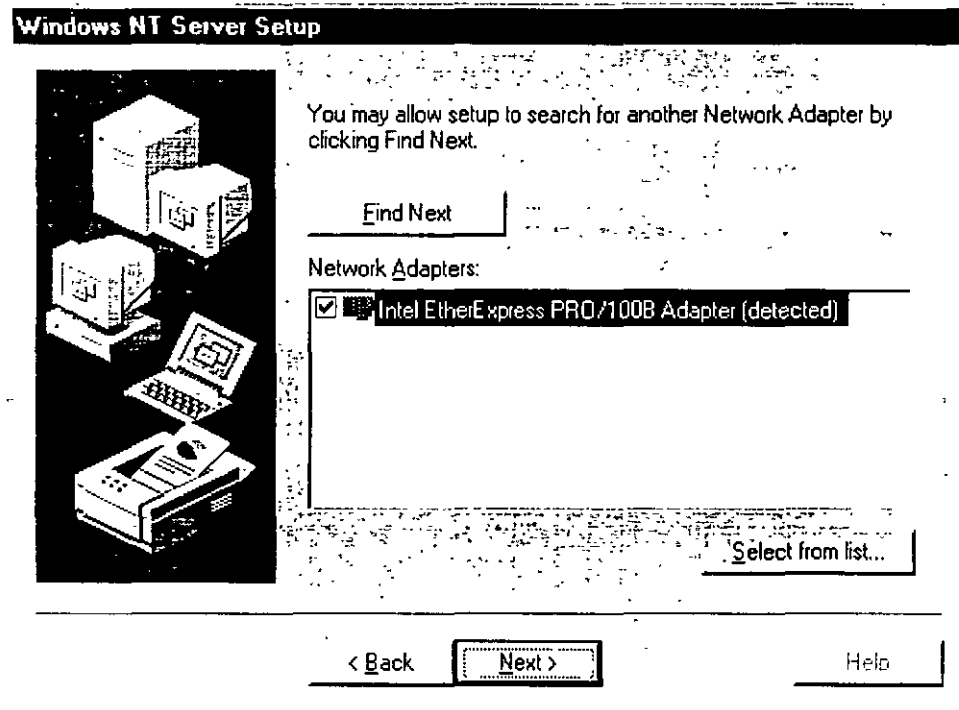 Windows NT Server Setup
You may allow setup to search for another Network Adapter by
clicking Find Next.
Find Next
Network Adapters:
Intel EtherExpress PRO/100B Adapter (detected)
Select from list...
< Back
Next >
Help